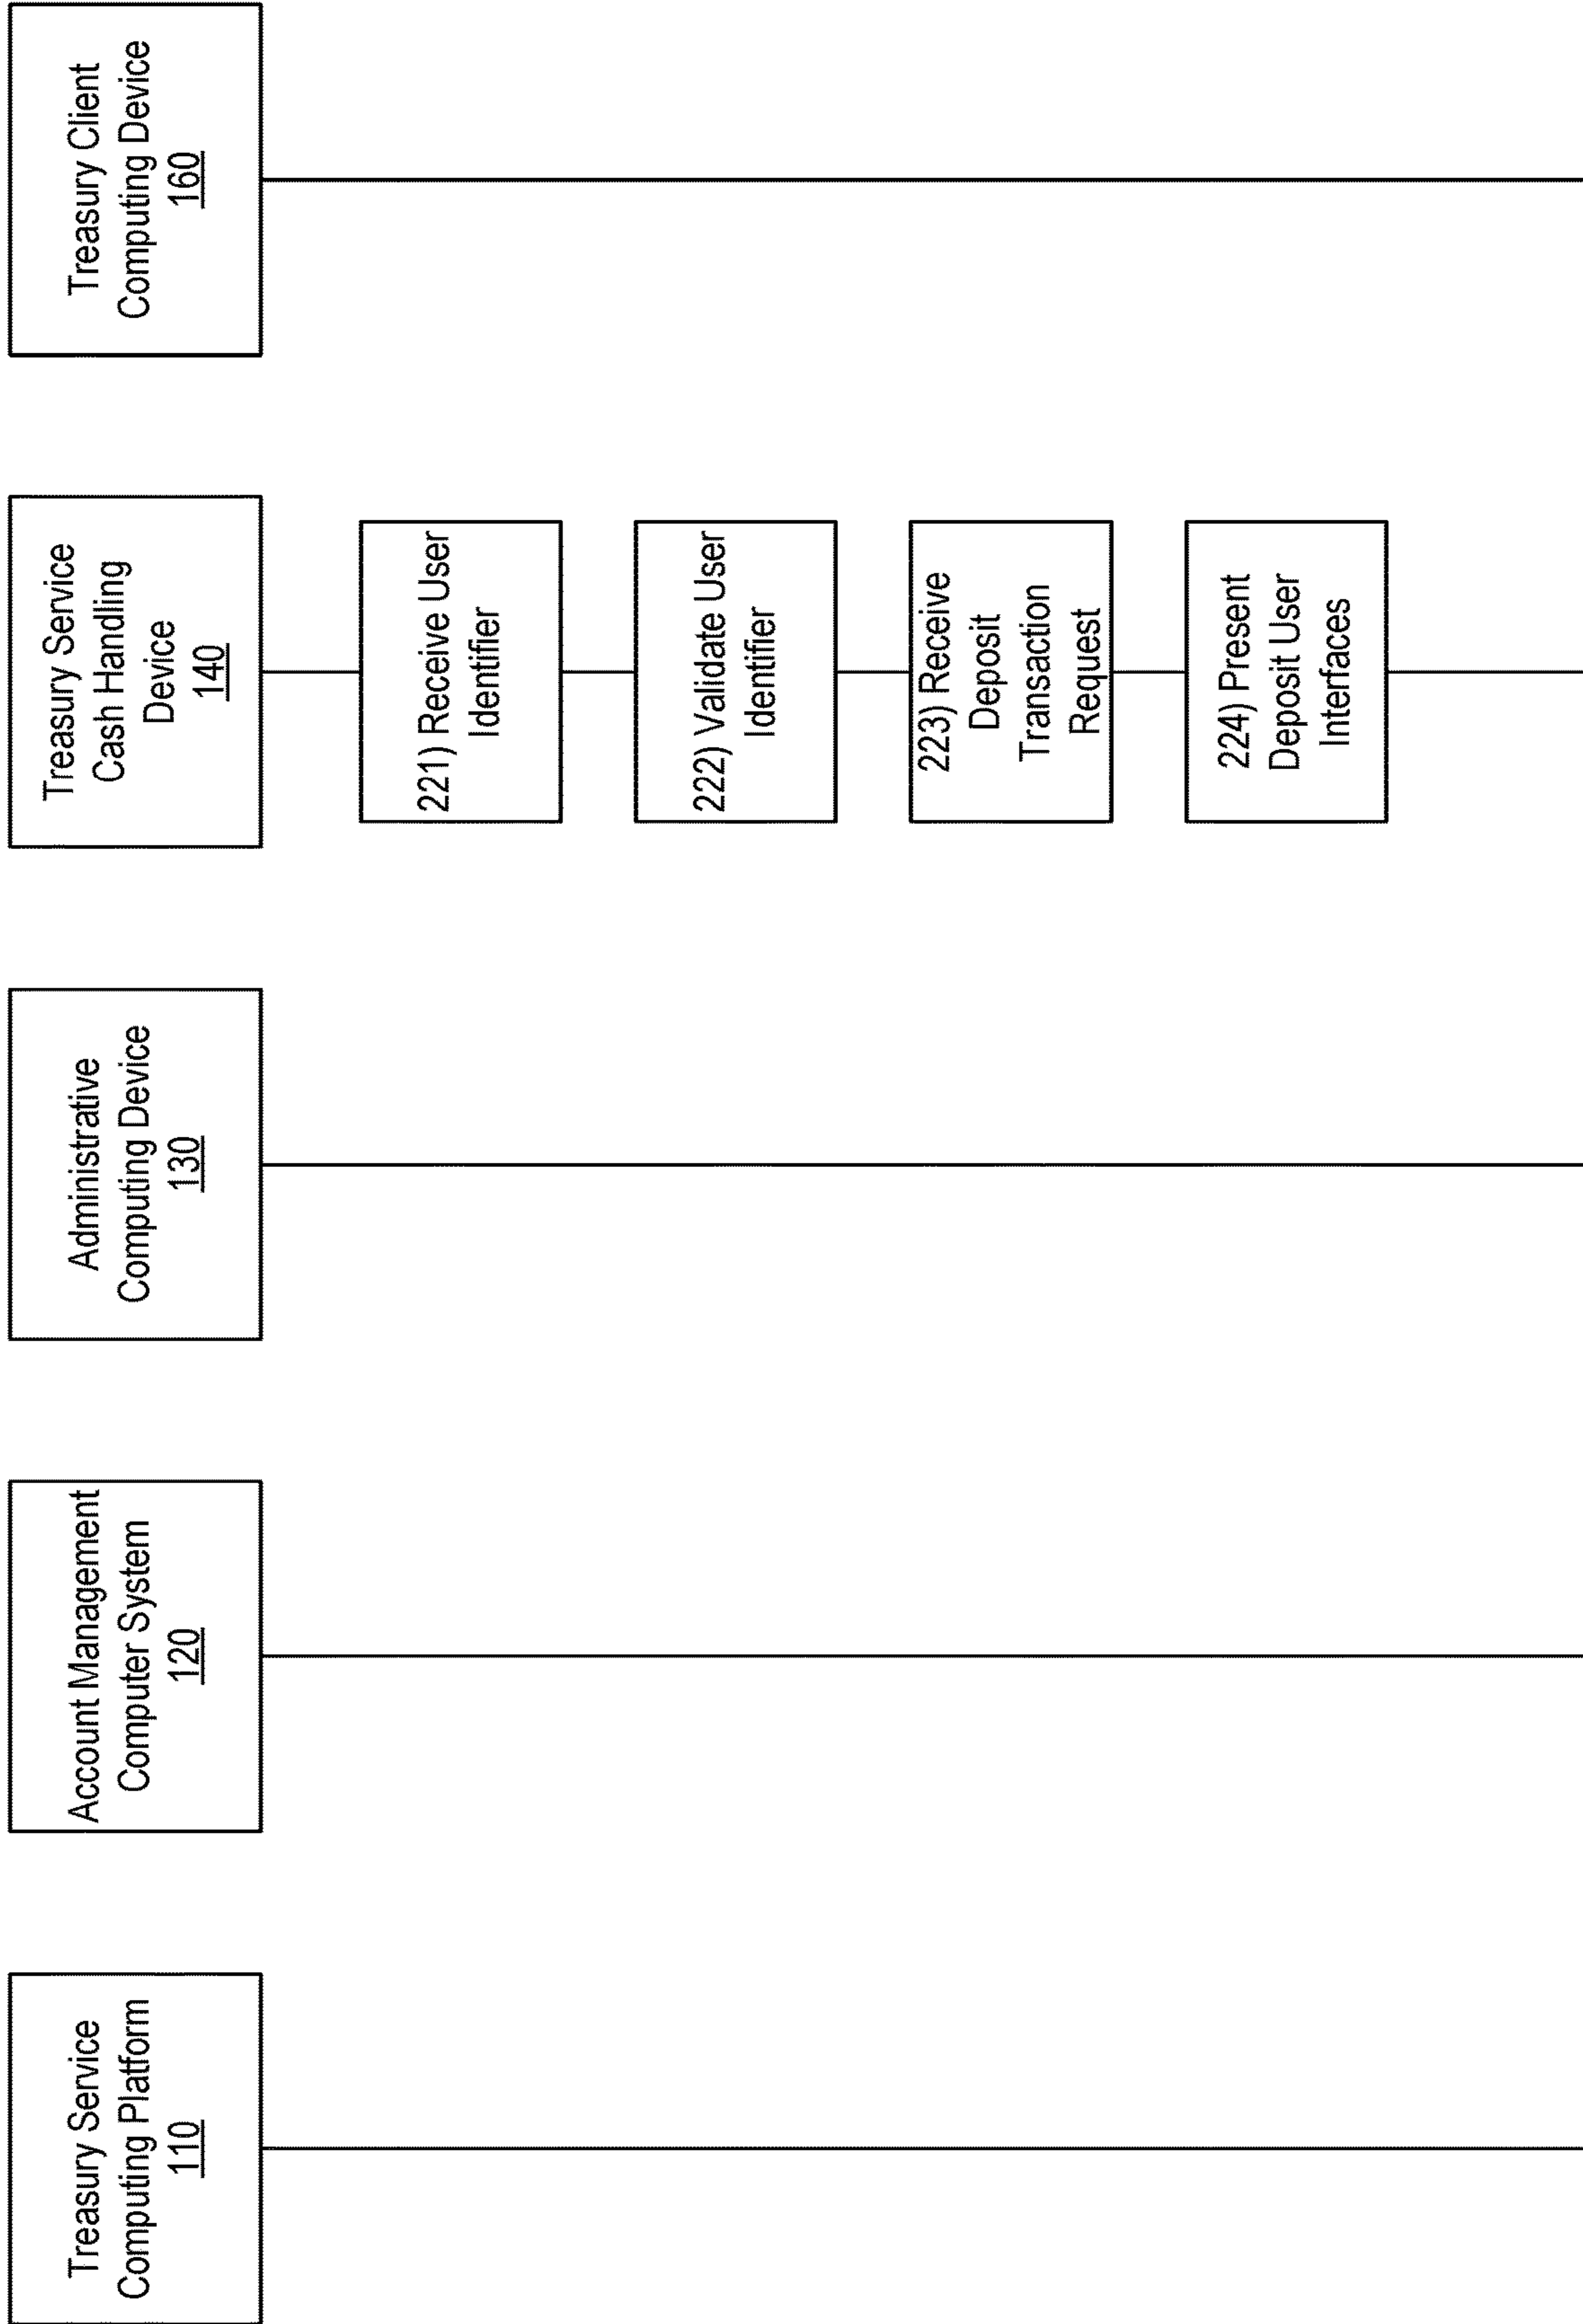 Treasury Service
Computing Platform
110
Account Management
Computer System
120
Administrative
Computing Device
130
Treasury Service
Cash Handling
Device
140
Treasury Client
Computing Device
160
221) Receive User
Identifier
222) Validate User
Identifier
223) Receive
Deposit
Transaction
Request
224) Present
Deposit User
Interfaces